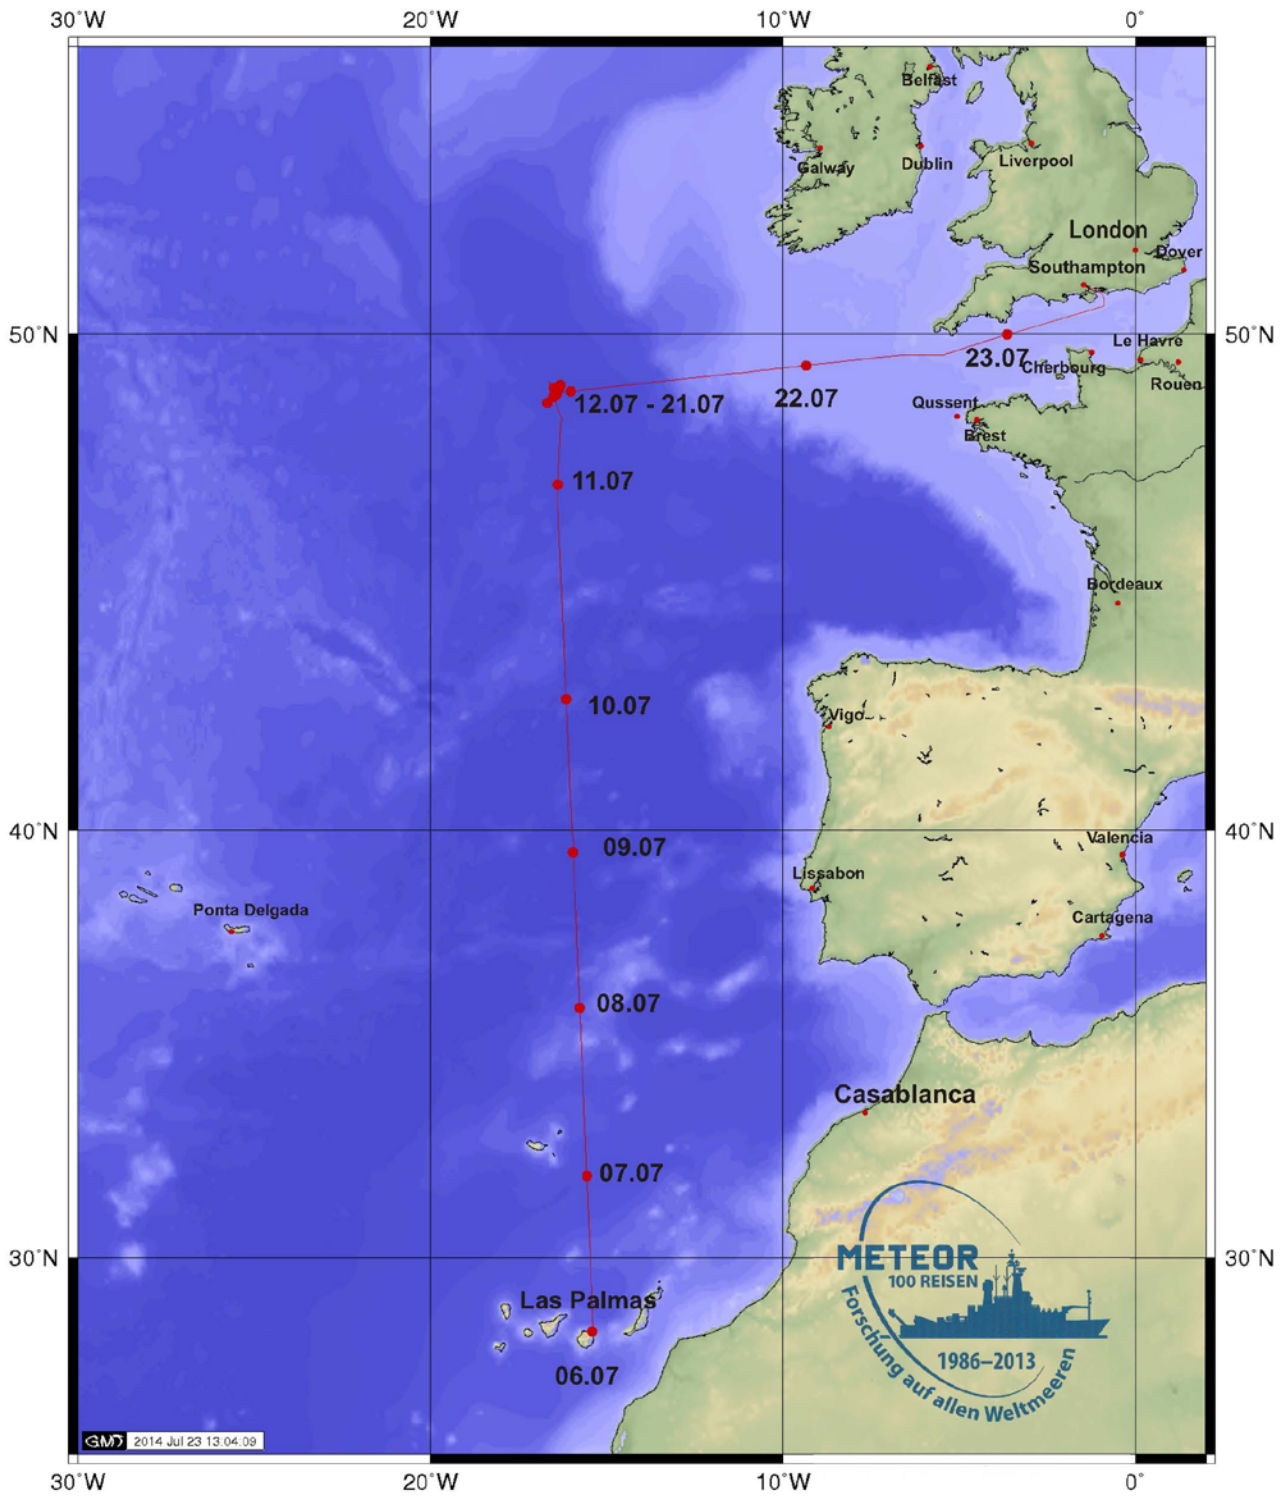 30°W 20°W 10°W 0°
Belfast
Galway Dublin Liverpool
London
Dover
Southampton
50°N 50°N
Le Havre
23.07
Cherbourg
Rouen
22.07
12.07 - 21.07
Qussent
Brest
11.07
Bordeaux
10.07
Vigo
40°N 40°N
Valencia
09.07
Lissabon
Ponta Delgada
Cartagena
08.07
Casablanca
07.07
30°N 30°N
METEOR
100 REISEN
Las Palmas
1986–2013
Forschung auf allen Weltmeeren
06.07
GMT 2014 Jul 23 13:04:09
30°W 20°W 10°W 0°